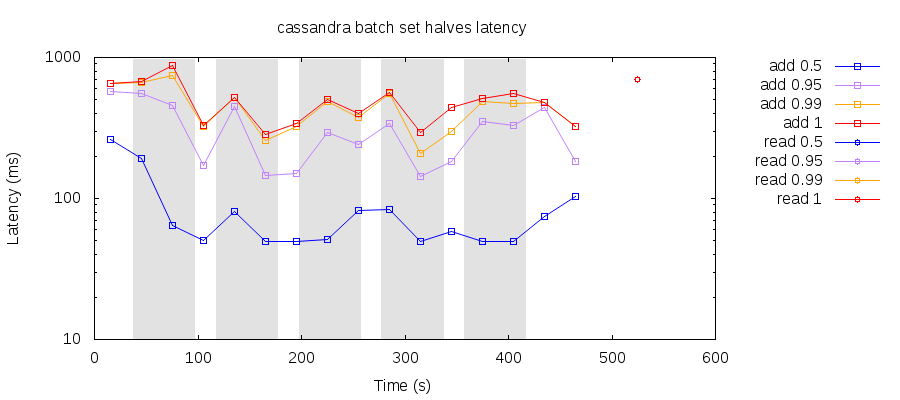 cassandra batch set halves latency
1000
100
10
Latency (ms)
0 100 200 300 400 500 600
Time (s)
add 0.5
add 0.95
add 0.99
add 1
read 0.5
read 0.95
read 0.99
read 1